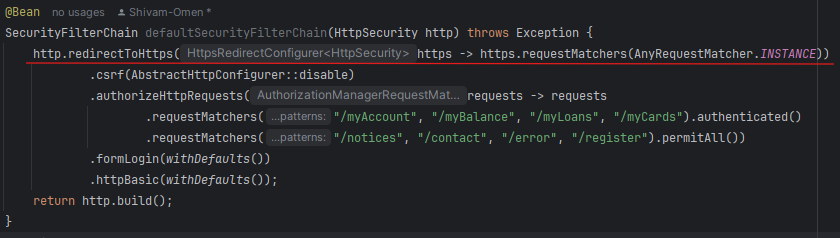 @Bean no usages Shivam-Omen *
SecurityFilterChain defaultSecurityFilterChain(HttpSecurity http) throws Exception {
http.redirectToHttps( HttpsRedirectConfigurer<HttpSecurity> https -> https.requestMatchers(AnyRequestMatcher.INSTANCE))
.csrf(AbstractHttpConfigurer::disable)
.authorizeHttpRequests( AuthorizationManagerRequestMat... requests -> requests
.requestMatchers( ...patterns: "/myAccount", "/myBalance", "/myLoans", "/myCards").authenticated()
.requestMatchers( ...patterns: "/notices", "/contact", "/error", "/register").permitAll())
.formLogin(withDefaults())
.httpBasic(withDefaults());
return http.build();
}